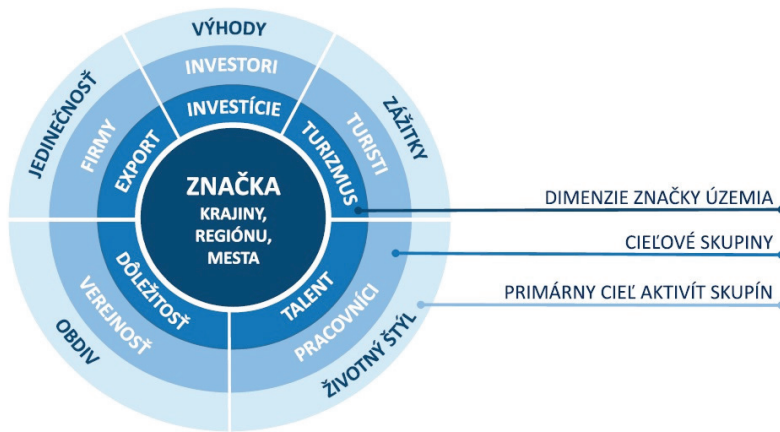 VÝHODY
INVESTORI
INVESTÍCIE
JEDINEČNOSŤ
FIRMY
EXPORT
ZÁŽITKY
TURISTI
TURIZMUS
ZNAČKA
KRAJINY,
REGIÓNU,
MESTA
DÔLEŽITOSŤ
VEREJNOSŤ
OBDIV
TALENT
PRACOVNÍCI
ŽIVOTNÝ ŠTÝL
DIMENZIE ZNAČKY ÚZEMIA
CIEĽOVÉ SKUPINY
PRIMÁRNY CIEĽ AKTIVÍT SKUPÍN